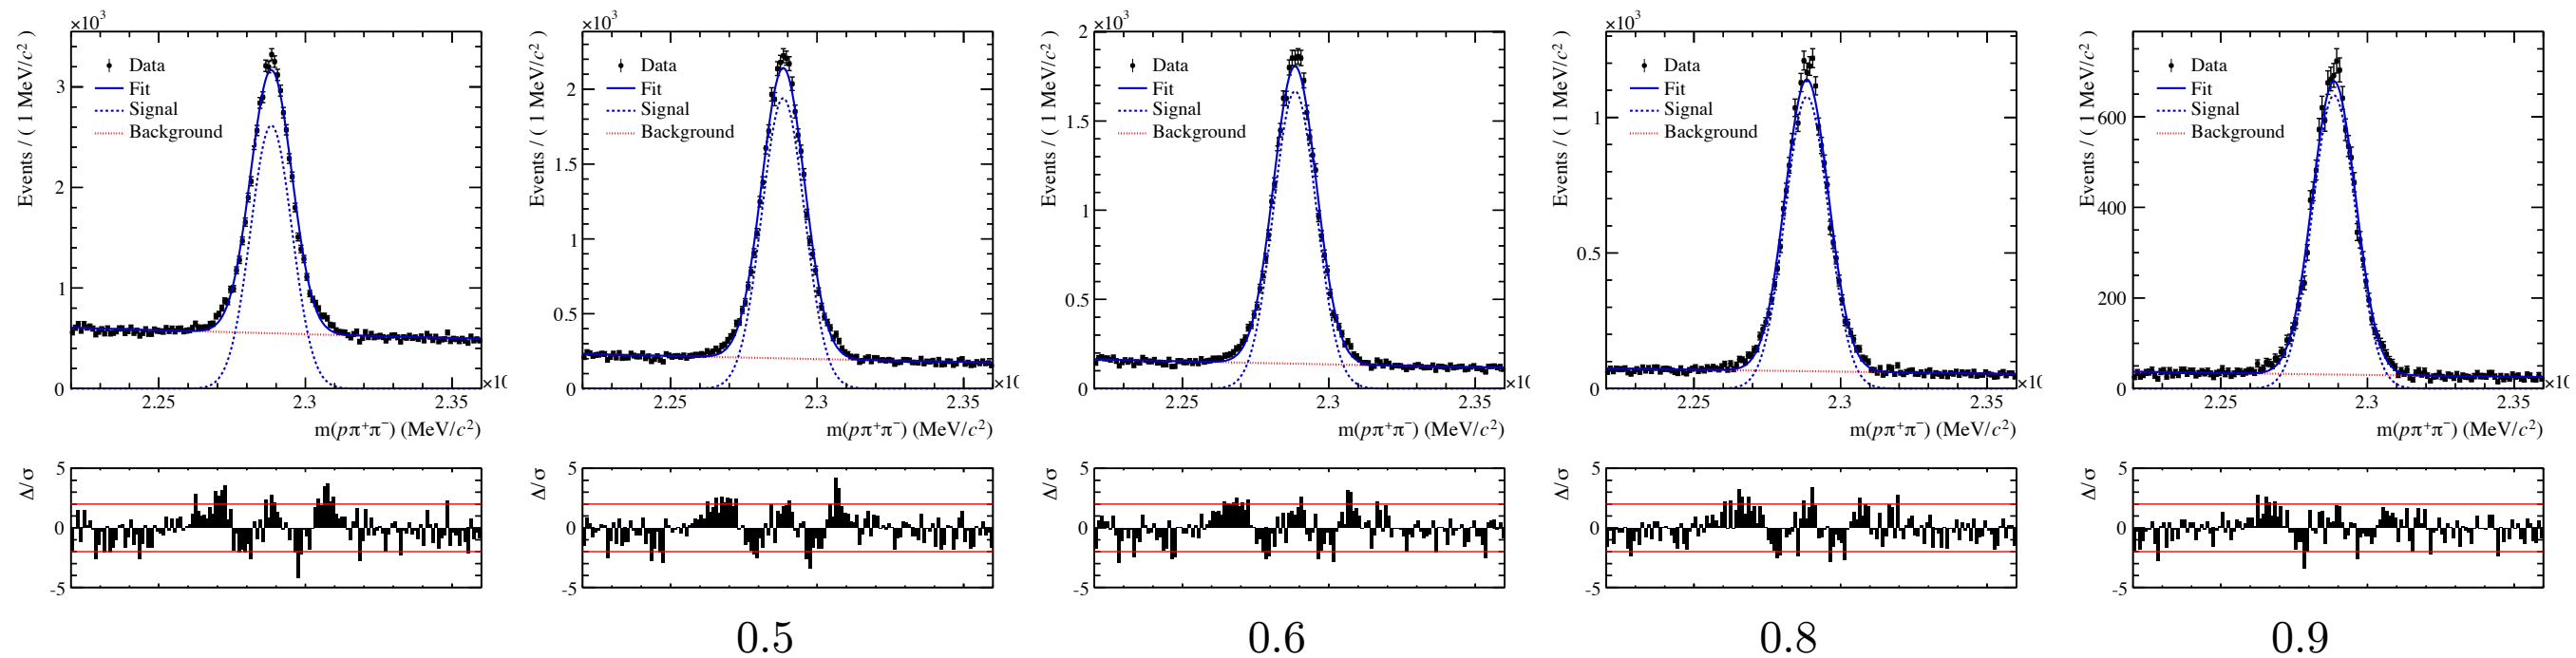 ×10³
Events / ( 1 MeV/c² )
Data
Fit
Signal
Background
3
2
1
0
2.25
2.3
2.35
m(pπ⁺π⁻) (MeV/c²)
Δ/σ
5
0
-5
×10³
Events / ( 1 MeV/c² )
Data
Fit
Signal
Background
2
1.5
1
0.5
0
2.25
2.3
2.35
m(pπ⁺π⁻) (MeV/c²)
Δ/σ
5
0
-5
0.5
×10³
Events / ( 1 MeV/c² )
Data
Fit
Signal
Background
2
1.5
1
0.5
0
2.25
2.3
2.35
m(pπ⁺π⁻) (MeV/c²)
Δ/σ
5
0
-5
0.6
×10³
Events / ( 1 MeV/c² )
Data
Fit
Signal
Background
1
0.5
0
2.25
2.3
2.35
m(pπ⁺π⁻) (MeV/c²)
Δ/σ
5
0
-5
0.8
Events / ( 1 MeV/c² )
Data
Fit
Signal
Background
600
400
200
0
2.25
2.3
2.35
m(pπ⁺π⁻) (MeV/c²)
Δ/σ
5
0
-5
0.9